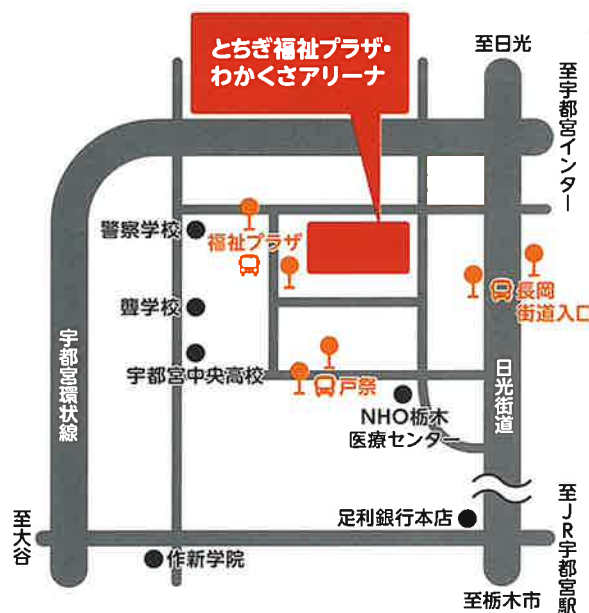 とちぎ福祉プラザ・
わかくさアリーナ
至日光
至宇都宮インター
警察学校
福祉プラザ
長岡
街道入口
聾学校
宇都宮環状線
宇都宮中央高校
戸祭
日光街道
NHO栃木
医療センター
至大谷
足利銀行本店
至JR宇都宮駅
作新学院
至栃木市